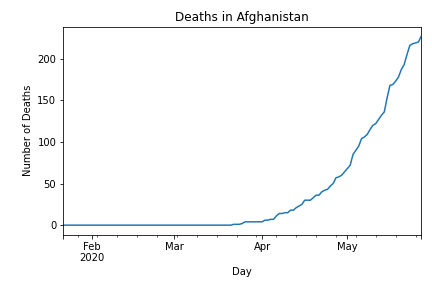 Deaths in Afghanistan
Number of Deaths
200
150
100
50
0
Feb
2020
Mar
Apr
May
Day